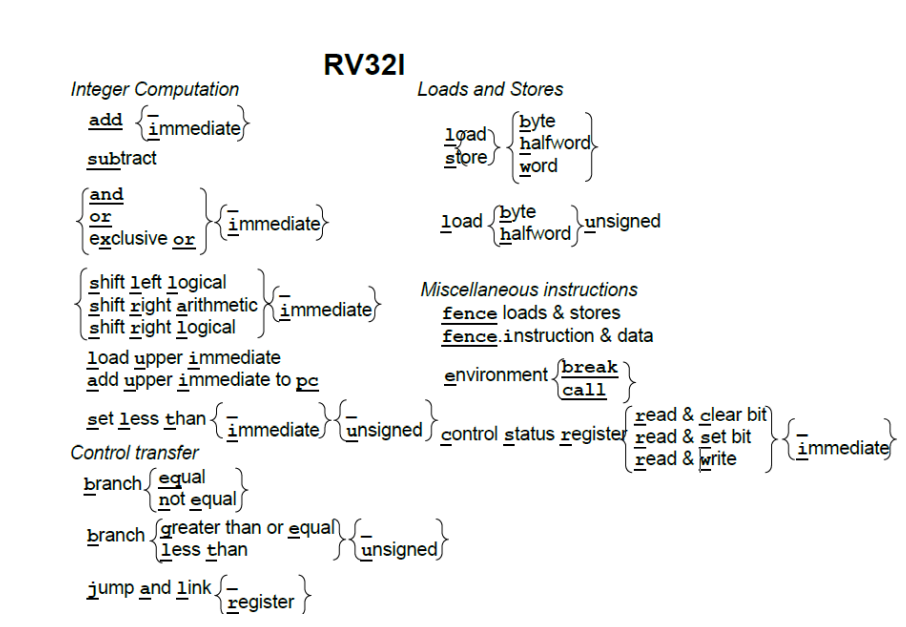 RV32I
Integer Computation
add { _ immediate }
subtract
{ and
or
exclusive or } { _ immediate }
{ shift left logical
shift right arithmetic
shift right logical } { _ immediate }
load upper immediate
add upper immediate to pc
set less than { _ immediate } { _ unsigned }
Control transfer
branch { equal
not equal }
branch { greater than or equal
less than } { _ unsigned }
jump and link { _ register }
Loads and Stores
load
store } { byte
halfword
word }
load { byte
halfword } unsigned
Miscellaneous instructions
fence loads & stores
fence.instruction & data
environment { break
call }
control status register { read & clear bit
read & set bit
read & write } { _ immediate }